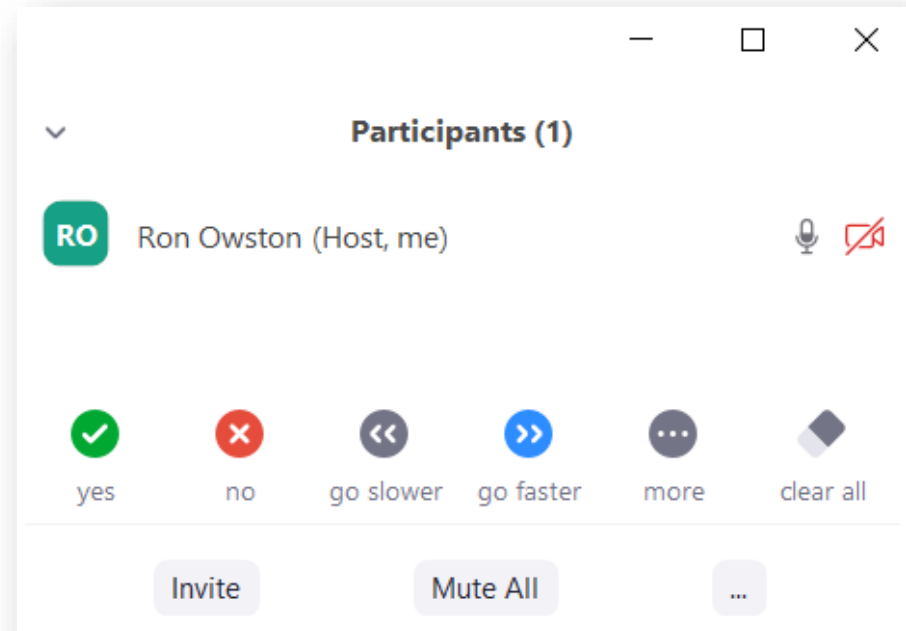 Participants (1)
RO Ron Owston (Host, me)
yes no go slower go faster more clear all
Invite Mute All ...